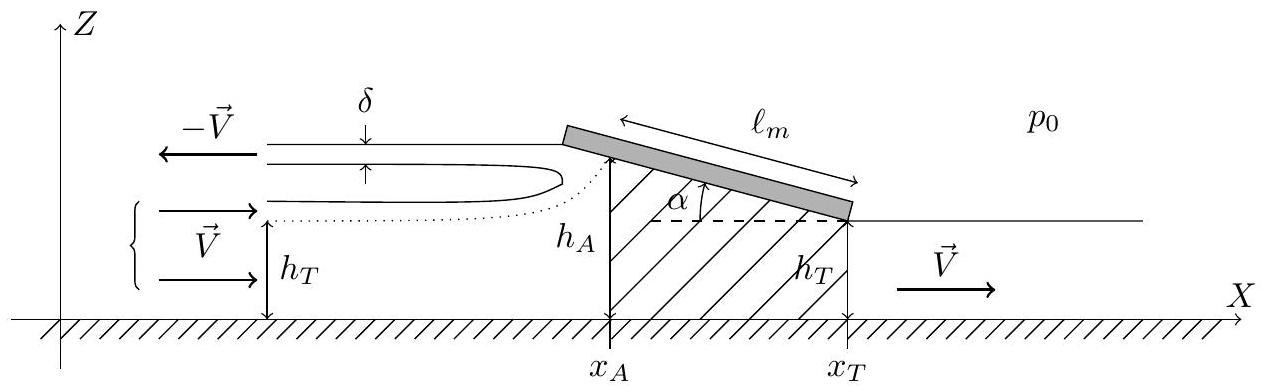 Z
δ
-V⃗
ℓ_m
p_0
α
V⃗
h_A
h_T
h_T
V⃗
X
x_A
x_T